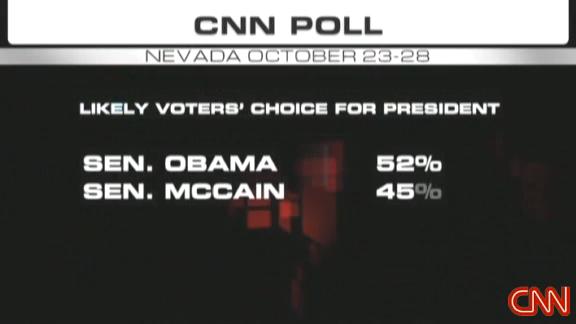 CNN POLL
NEVADA OCTOBER 23-28
LIKELY VOTERS' CHOICE FOR PRESIDENT
SEN. OBAMA 52%
SEN. MCCAIN 45%
CNN